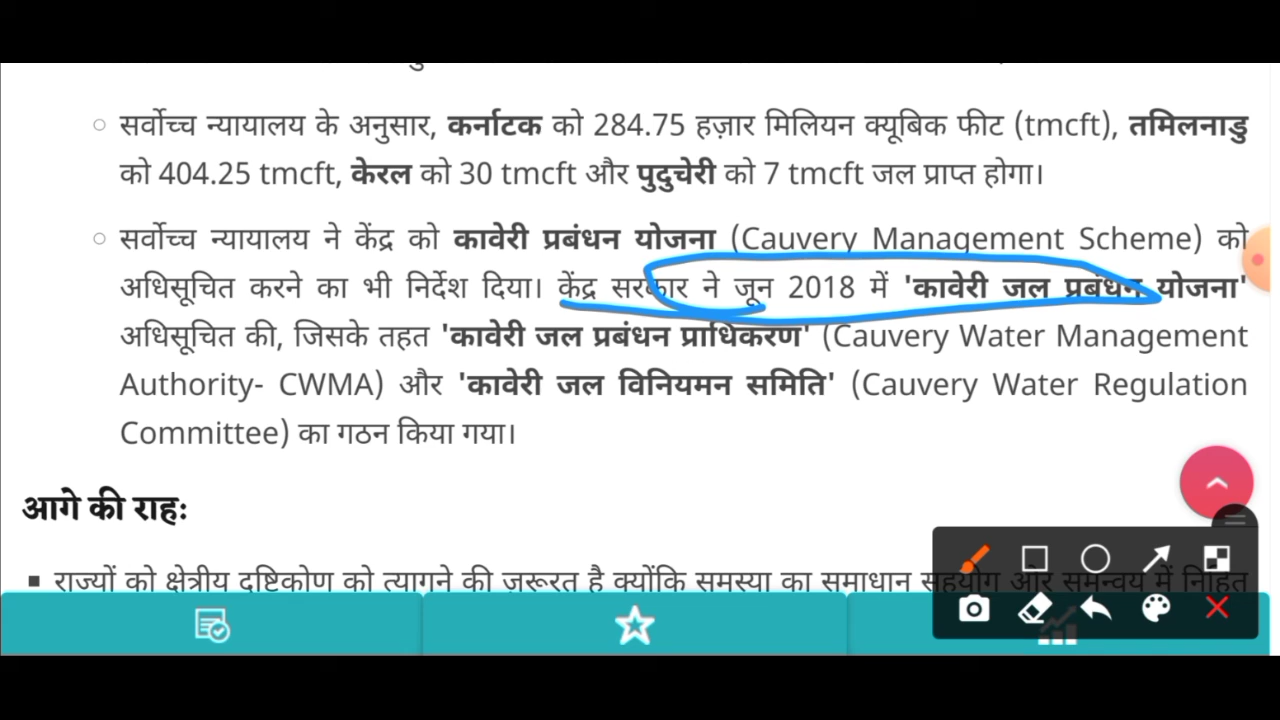 सर्वोच्च न्यायालय के अनुसार, कर्नाटक को 284.75 हज़ार मिलियन क्यूबिक फीट (tmcft), तमिलनाडु
को 404.25 tmcft, केरल को 30 tmcft और पुदुचेरी को 7 tmcft जल प्राप्त होगा।
सर्वोच्च न्यायालय ने केंद्र को कावेरी प्रबंधन योजना (Cauvery Management Scheme) को
अधिसूचित करने का भी निर्देश दिया। केंद्र सरकार ने जून 2018 में 'कावेरी जल प्रबंधन योजना'
अधिसूचित की, जिसके तहत 'कावेरी जल प्रबंधन प्राधिकरण' (Cauvery Water Management
Authority- CWMA) और 'कावेरी जल विनियमन समिति' (Cauvery Water Regulation
Committee) का गठन किया गया।
आगे की राह:
राज्यों को क्षेत्रीय दृष्टिकोण को त्यागने की ज़रूरत है क्योंकि समस्या का समाधान सहयोग और समन्वय में निहित